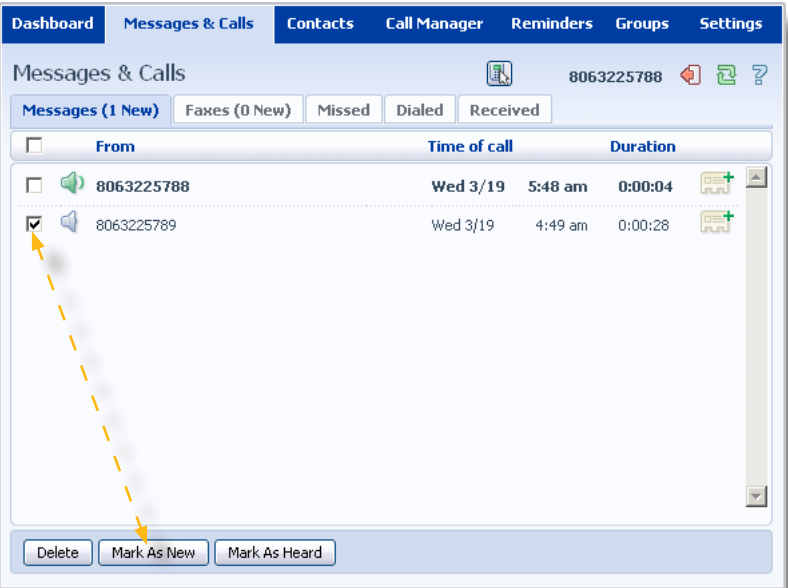 Dashboard Messages & Calls Contacts Call Manager Reminders Groups Settings
Messages & Calls 8063225788 ?
Messages (1 New) Faxes (0 New) Missed Dialed Received
From Time of call Duration
8063225788 Wed 3/19 5:48 am 0:00:04
8063225789 Wed 3/19 4:49 am 0:00:28
Delete Mark As New Mark As Heard